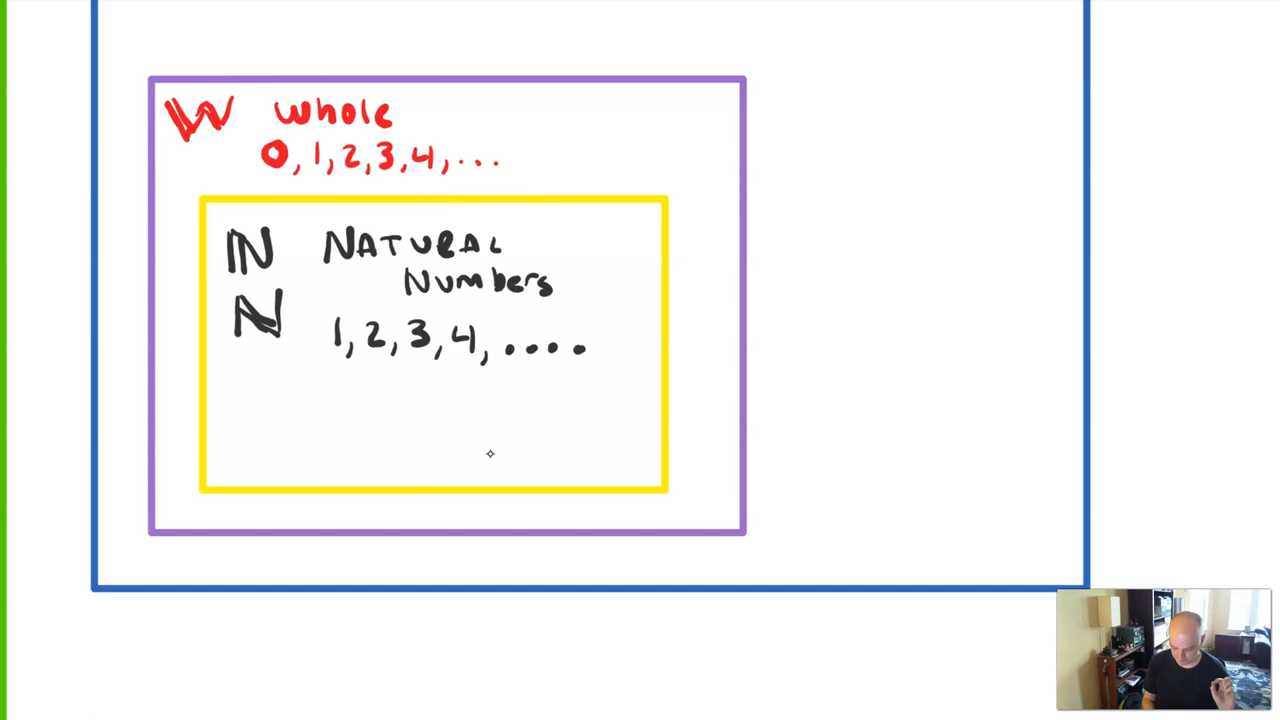 W whole
0, 1, 2, 3, 4, ...
N NATURAL
Numbers
N
1, 2, 3, 4, ....